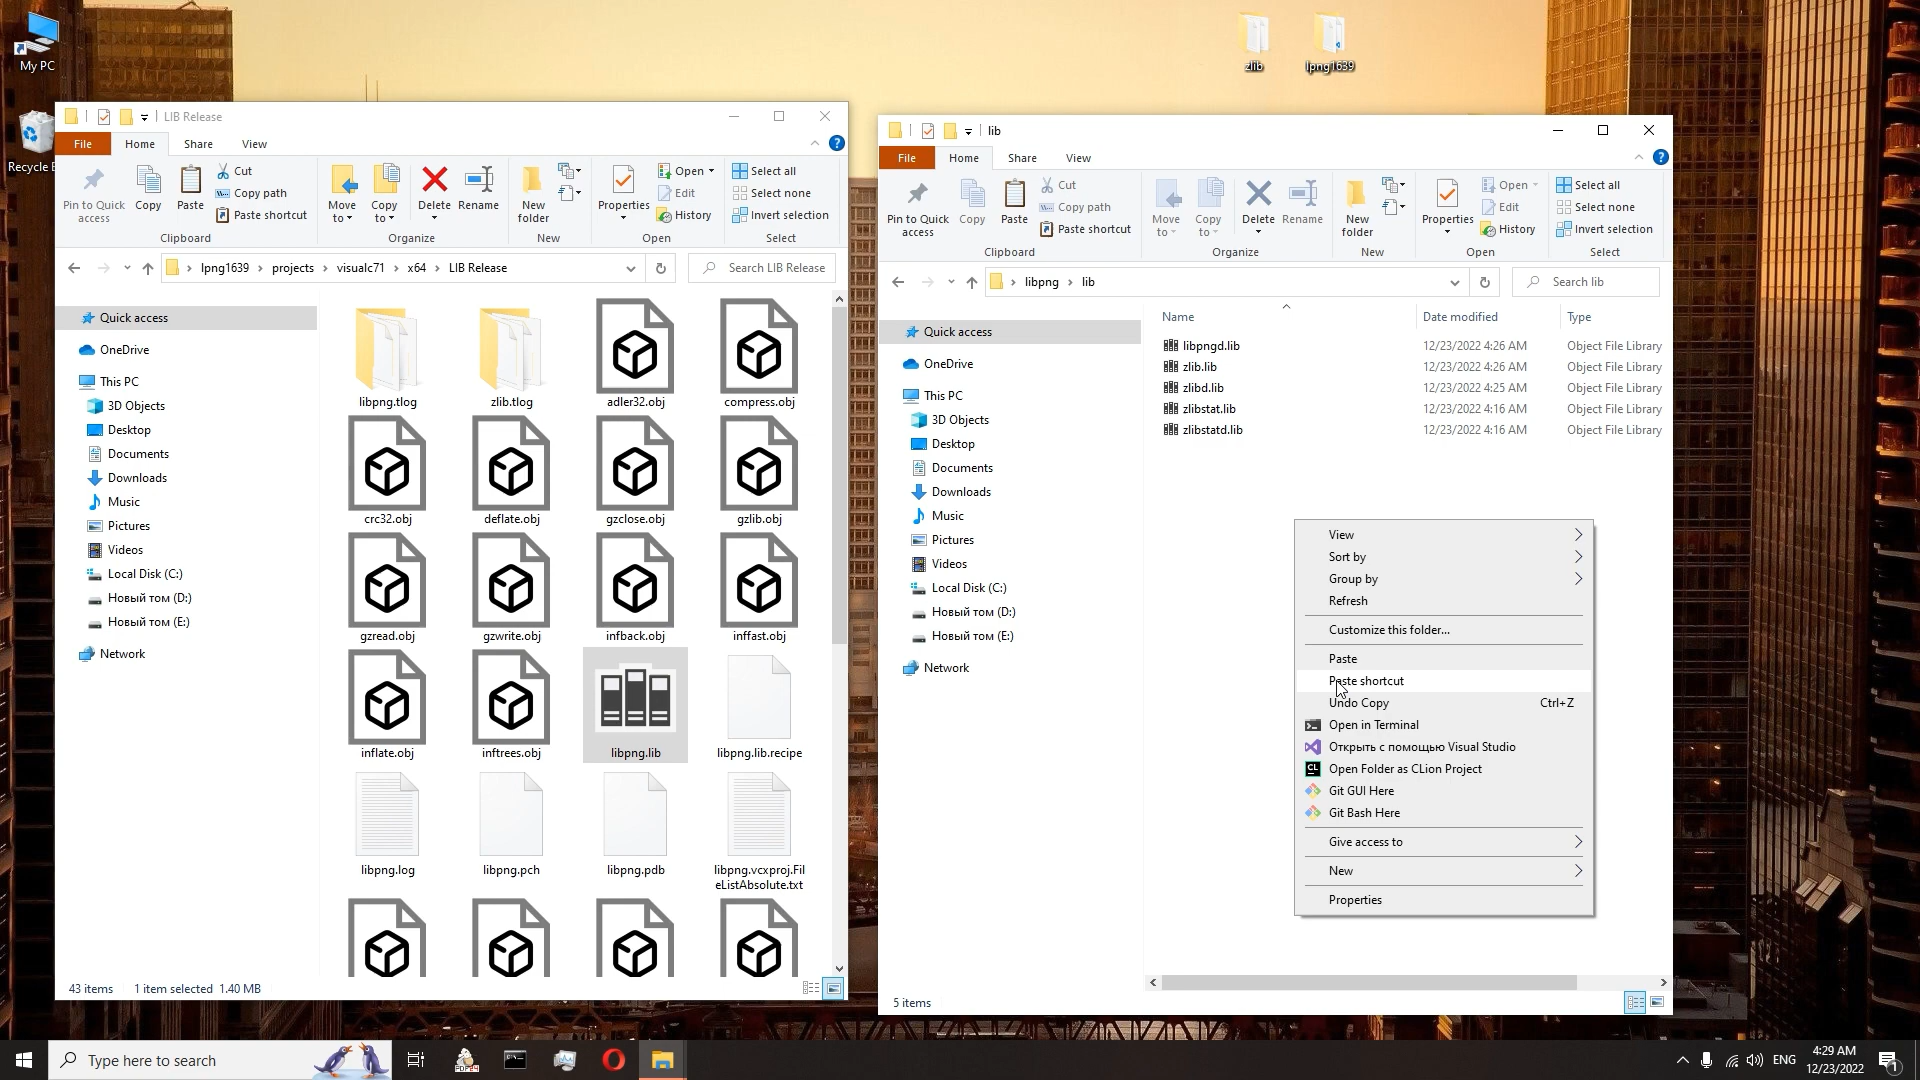 My PC
Recycle
zlib
lpng1639
LIB Release
File
Home
Share
View
Pin to Quick access
Copy
Paste
Cut
Copy path
Paste shortcut
Clipboard
Move to
Copy to
Delete
Rename
Organize
New folder
New
Properties
Open
Edit
History
Open
Select all
Select none
Invert selection
Select
lpng1639
projects
visualc71
x64
LIB Release
Search LIB Release
Quick access
OneDrive
This PC
3D Objects
Desktop
Documents
Downloads
Music
Pictures
Videos
Local Disk (C:)
Новый том (D:)
Новый том (E:)
Network
libpng.tlog
zlib.tlog
adler32.obj
compress.obj
crc32.obj
deflate.obj
gzclose.obj
gzlib.obj
gzread.obj
gzwrite.obj
infback.obj
inffast.obj
inflate.obj
inftrees.obj
libpng.lib
libpng.lib.recipe
libpng.log
libpng.pch
libpng.pdb
libpng.vcxproj.Fil
eListAbsolute.txt
43 items
1 item selected 1.40 MB
lib
File
Home
Share
View
Pin to Quick access
Copy
Paste
Cut
Copy path
Paste shortcut
Clipboard
Move to
Copy to
Delete
Rename
Organize
New folder
New
Properties
Open
Edit
History
Open
Select all
Select none
Invert selection
Select
libpng
lib
Search lib
Quick access
OneDrive
This PC
3D Objects
Desktop
Documents
Downloads
Music
Pictures
Videos
Local Disk (C:)
Новый том (D:)
Новый том (E:)
Network
Name Date modified Type
libpngd.lib 12/23/2022 4:26 AM Object File Library
zlib.lib 12/23/2022 4:26 AM Object File Library
zlibd.lib 12/23/2022 4:25 AM Object File Library
zlibstat.lib 12/23/2022 4:16 AM Object File Library
zlibstatd.lib 12/23/2022 4:16 AM Object File Library
View
Sort by
Group by
Refresh
Customize this folder...
Paste
Paste shortcut
Undo Copy Ctrl+Z
Open in Terminal
Открыть с помощью Visual Studio
Open Folder as CLion Project
Git GUI Here
Git Bash Here
Give access to
New
Properties
5 items
Type here to search
ENG
4:29 AM
12/23/2022
1